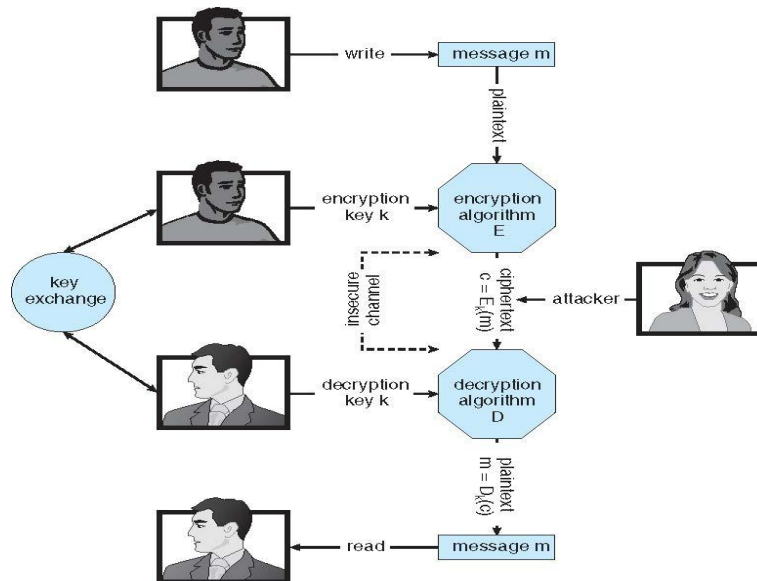 write
message m
plaintext
encryption
key k
encryption
algorithm
E
key
exchange
insecure
channel
ciphertext
c = Eₖ(m)
attacker
decryption
key k
decryption
algorithm
D
plaintext
m = Dₖ(c)
read
message m